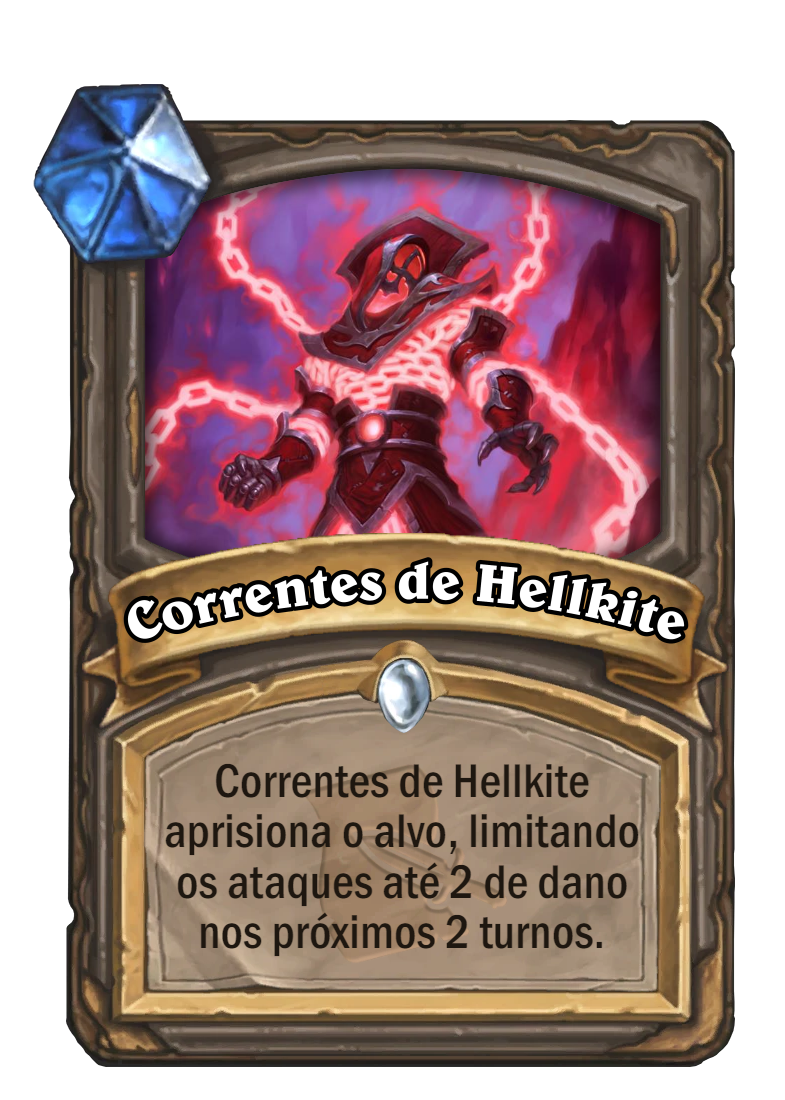 Correntes de Hellkite
Correntes de Hellkite
aprisiona o alvo, limitando
os ataques até 2 de dano
nos próximos 2 turnos.